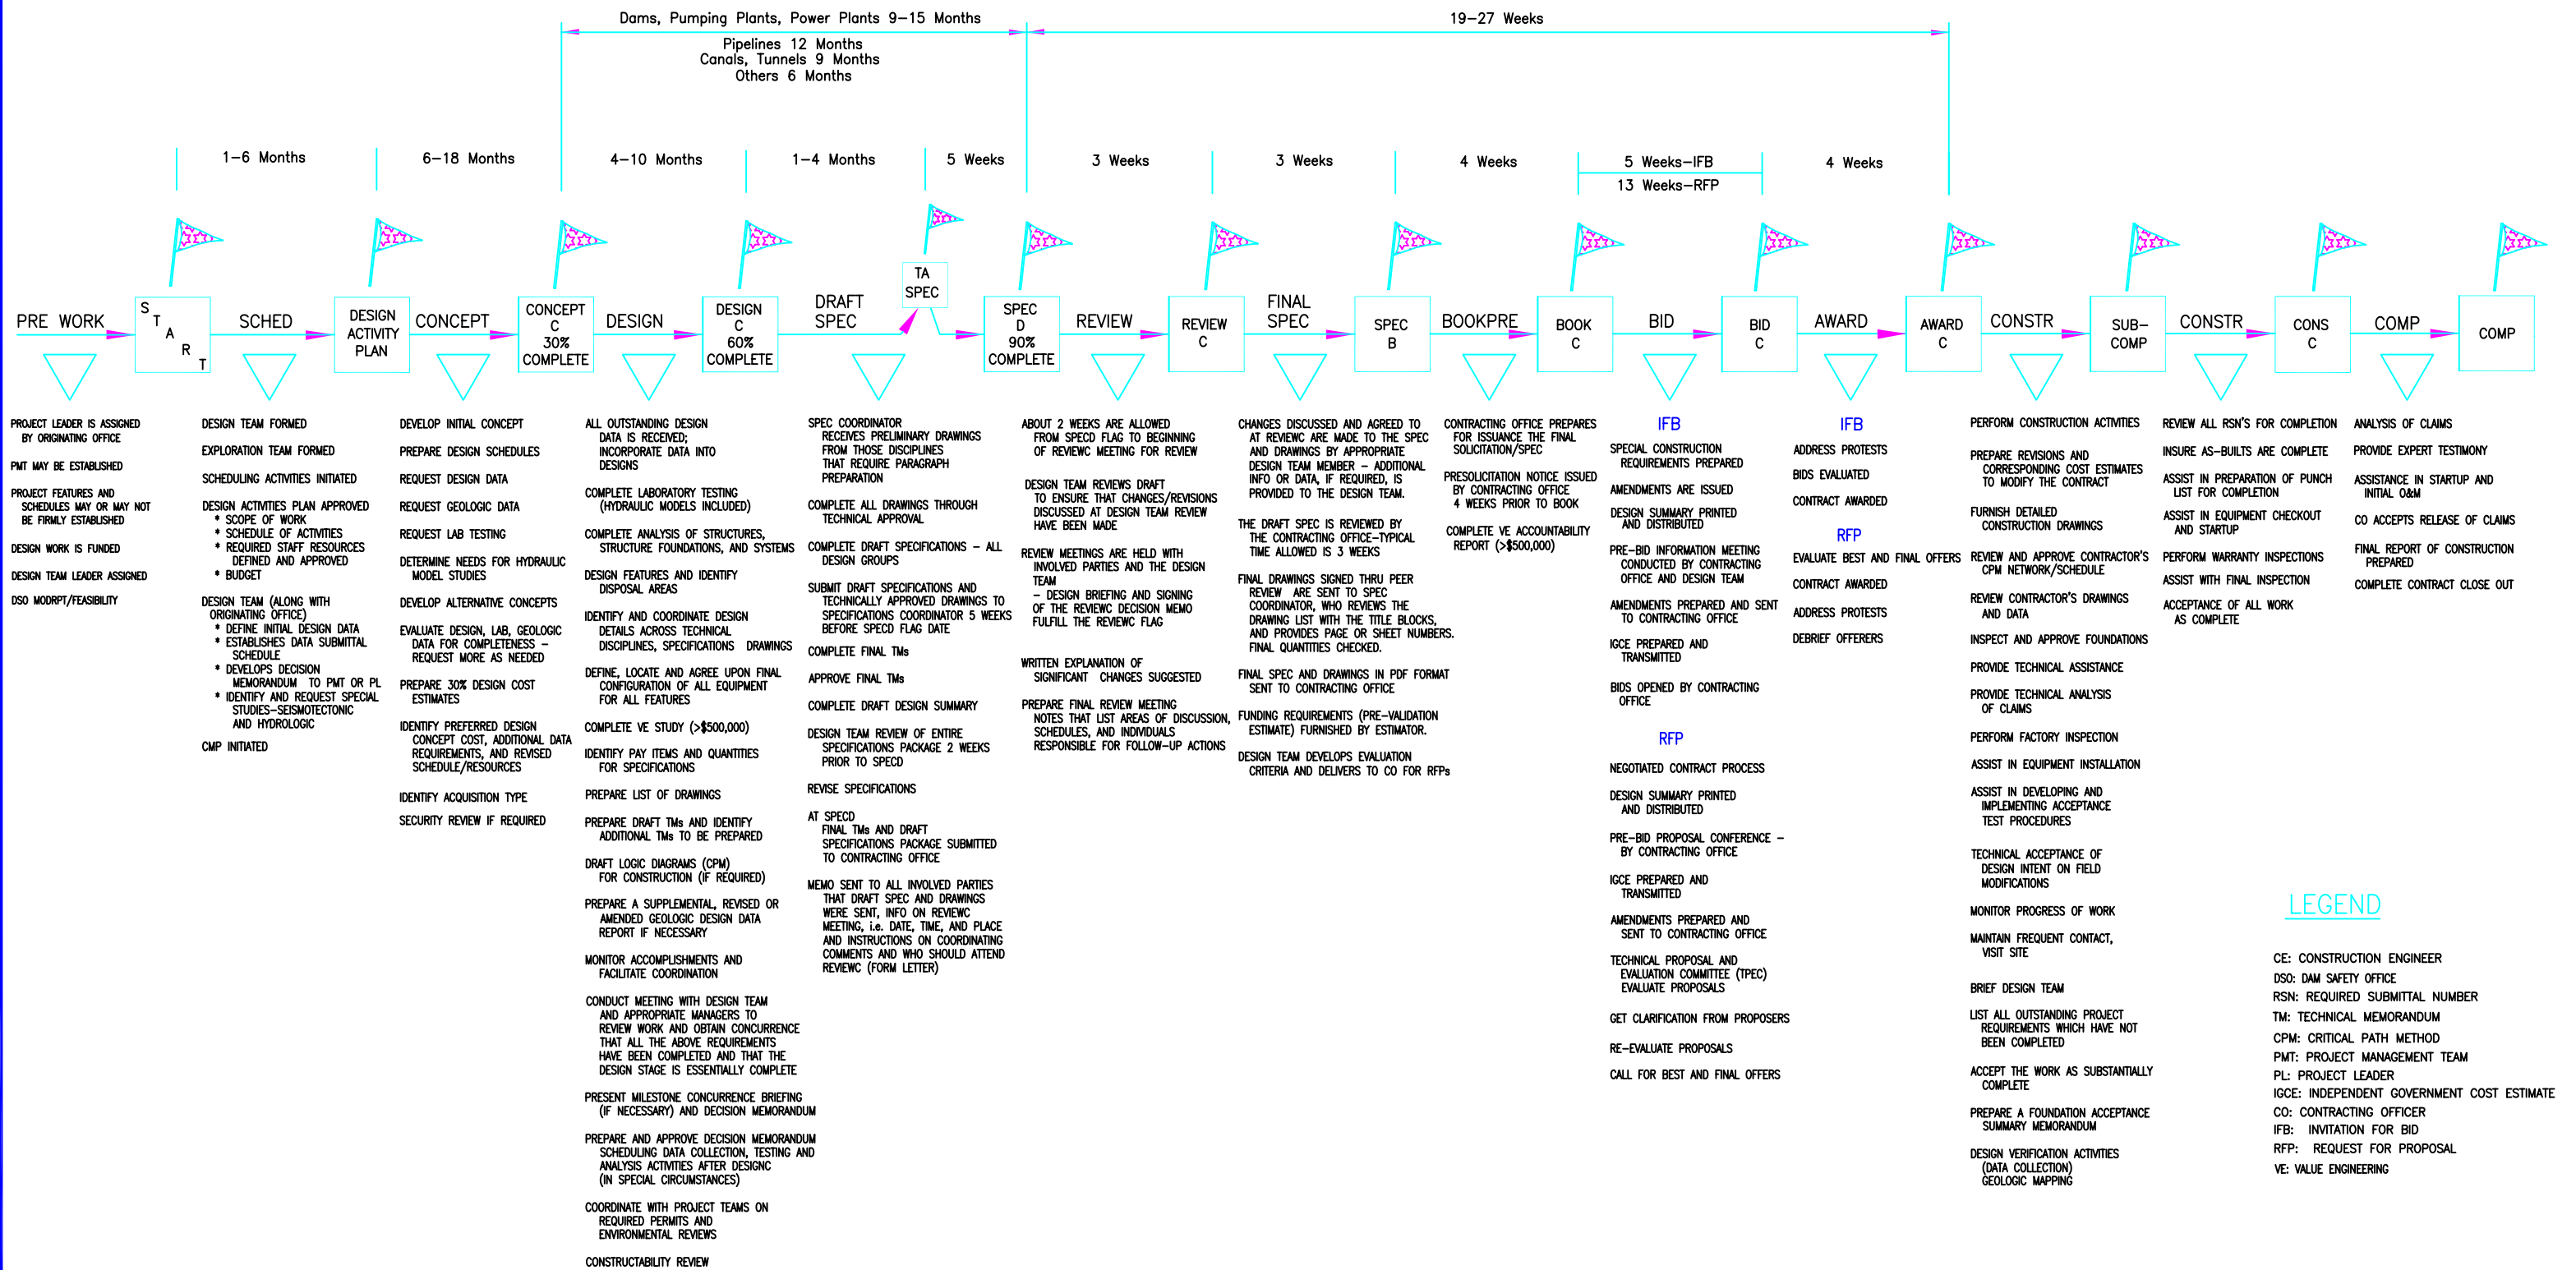 Dams, Pumping Plants, Power Plants 9-15 Months
Pipelines 12 Months
Canals, Tunnels 9 Months
Others 6 Months
19-27 Weeks
1-6 Months
6-18 Months
4-10 Months
1-4 Months
5 Weeks
3 Weeks
3 Weeks
4 Weeks
5 Weeks-IFB
13 Weeks-RFP
4 Weeks
PRE WORK
START
SCHED
DESIGN
ACTIVITY
PLAN
CONCEPT
CONCEPT
C
30%
COMPLETE
DESIGN
DESIGN
C
60%
COMPLETE
DRAFT
SPEC
TA
SPEC
SPEC
D
90%
COMPLETE
REVIEW
REVIEW
C
FINAL
SPEC
SPEC
B
BOOKPRE
BOOK
C
BID
BID
C
AWARD
AWARD
C
CONSTR
SUB-
COMP
CONSTR
CONS
C
COMP
COMP
PROJECT LEADER IS ASSIGNED
BY ORIGINATING OFFICE
PMT MAY BE ESTABLISHED
PROJECT FEATURES AND
SCHEDULES MAY OR MAY NOT
BE FIRMLY ESTABLISHED
DESIGN WORK IS FUNDED
DESIGN TEAM LEADER ASSIGNED
DSO MODRPT/FEASIBILITY
DESIGN TEAM FORMED
EXPLORATION TEAM FORMED
SCHEDULING ACTIVITIES INITIATED
DESIGN ACTIVITIES PLAN APPROVED
* SCOPE OF WORK
* SCHEDULE OF ACTIVITIES
* REQUIRED STAFF RESOURCES
DEFINED AND APPROVED
* BUDGET
DESIGN TEAM (ALONG WITH
ORIGINATING OFFICE)
* DEFINE INITIAL DESIGN DATA
* ESTABLISHES DATA SUBMITTAL
SCHEDULE
* DEVELOPS DECISION
MEMORANDUM TO PMT OR PL
* IDENTIFY AND REQUEST SPECIAL
STUDIES-SEISMOTECTONIC
AND HYDROLOGIC
CMP INITIATED
DEVELOP INITIAL CONCEPT
PREPARE DESIGN SCHEDULES
REQUEST DESIGN DATA
REQUEST GEOLOGIC DATA
REQUEST LAB TESTING
DETERMINE NEEDS FOR HYDRAULIC
MODEL STUDIES
DEVELOP ALTERNATIVE CONCEPTS
EVALUATE DESIGN, LAB, GEOLOGIC
DATA FOR COMPLETENESS -
REQUEST MORE AS NEEDED
PREPARE 30% DESIGN COST
ESTIMATES
IDENTIFY PREFERRED DESIGN
CONCEPT COST, ADDITIONAL DATA
REQUIREMENTS, AND REVISED
SCHEDULE/RESOURCES
IDENTIFY ACQUISITION TYPE
SECURITY REVIEW IF REQUIRED
ALL OUTSTANDING DESIGN
DATA IS RECEIVED;
INCORPORATE DATA INTO
DESIGNS
COMPLETE LABORATORY TESTING
(HYDRAULIC MODELS INCLUDED)
COMPLETE ANALYSIS OF STRUCTURES,
STRUCTURE FOUNDATIONS, AND SYSTEMS
DESIGN FEATURES AND IDENTIFY
DISPOSAL AREAS
IDENTIFY AND COORDINATE DESIGN
DETAILS ACROSS TECHNICAL
DISCIPLINES, SPECIFICATIONS DRAWINGS
DEFINE, LOCATE AND AGREE UPON FINAL
CONFIGURATION OF ALL EQUIPMENT
FOR ALL FEATURES
COMPLETE VE STUDY (>$500,000)
IDENTIFY PAY ITEMS AND QUANTITIES
FOR SPECIFICATIONS
PREPARE LIST OF DRAWINGS
PREPARE DRAFT TMs AND IDENTIFY
ADDITIONAL TMs TO BE PREPARED
DRAFT LOGIC DIAGRAMS (CPM)
FOR CONSTRUCTION (IF REQUIRED)
PREPARE A SUPPLEMENTAL, REVISED OR
AMENDED GEOLOGIC DESIGN DATA
REPORT IF NECESSARY
MONITOR ACCOMPLISHMENTS AND
FACILITATE COORDINATION
CONDUCT MEETING WITH DESIGN TEAM
AND APPROPRIATE MANAGERS TO
REVIEW WORK AND OBTAIN CONCURRENCE
THAT ALL THE ABOVE REQUIREMENTS
HAVE BEEN COMPLETED AND THAT THE
DESIGN STAGE IS ESSENTIALLY COMPLETE
PRESENT MILESTONE CONCURRENCE BRIEFING
(IF NECESSARY) AND DECISION MEMORANDUM
PREPARE AND APPROVE DECISION MEMORANDUM
SCHEDULING DATA COLLECTION, TESTING AND
ANALYSIS ACTIVITIES AFTER DESIGNC
(IN SPECIAL CIRCUMSTANCES)
COORDINATE WITH PROJECT TEAMS ON
REQUIRED PERMITS AND
ENVIRONMENTAL REVIEWS
CONSTRUCTABILITY REVIEW
SPEC COORDINATOR
RECEIVES PRELIMINARY DRAWINGS
FROM THOSE DISCIPLINES
THAT REQUIRE PARAGRAPH
PREPARATION
COMPLETE ALL DRAWINGS THROUGH
TECHNICAL APPROVAL
COMPLETE DRAFT SPECIFICATIONS - ALL
DESIGN GROUPS
SUBMIT DRAFT SPECIFICATIONS AND
TECHNICALLY APPROVED DRAWINGS TO
SPECIFICATIONS COORDINATOR 5 WEEKS
BEFORE SPECD FLAG DATE
COMPLETE FINAL TMs
APPROVE FINAL TMs
COMPLETE DRAFT DESIGN SUMMARY
DESIGN TEAM REVIEW OF ENTIRE
SPECIFICATIONS PACKAGE 2 WEEKS
PRIOR TO SPECD
REVISE SPECIFICATIONS
AT SPECD
FINAL TMs AND DRAFT
SPECIFICATIONS PACKAGE SUBMITTED
TO CONTRACTING OFFICE
MEMO SENT TO ALL INVOLVED PARTIES
THAT DRAFT SPEC AND DRAWINGS
WERE SENT, INFO ON REVIEWC
MEETING, i.e. DATE, TIME, AND PLACE
AND INSTRUCTIONS ON COORDINATING
COMMENTS AND WHO SHOULD ATTEND
REVIEWC (FORM LETTER)
ABOUT 2 WEEKS ARE ALLOWED
FROM SPECD FLAG TO BEGINNING
OF REVIEWC MEETING FOR REVIEW
DESIGN TEAM REVIEWS DRAFT
TO ENSURE THAT CHANGES/REVISIONS
DISCUSSED AT DESIGN TEAM REVIEW
HAVE BEEN MADE
REVIEW MEETINGS ARE HELD WITH
INVOLVED PARTIES AND THE DESIGN
TEAM
- DESIGN BRIEFING AND SIGNING
OF THE REVIEWC DECISION MEMO
FULFILL THE REVIEWC FLAG
WRITTEN EXPLANATION OF
SIGNIFICANT CHANGES SUGGESTED
PREPARE FINAL REVIEW MEETING
NOTES THAT LIST AREAS OF DISCUSSION,
SCHEDULES, AND INDIVIDUALS
RESPONSIBLE FOR FOLLOW-UP ACTIONS
CHANGES DISCUSSED AND AGREED TO
AT REVIEWC ARE MADE TO THE SPEC
AND DRAWINGS BY APPROPRIATE
DESIGN TEAM MEMBER - ADDITIONAL
INFO OR DATA, IF REQUIRED, IS
PROVIDED TO THE DESIGN TEAM.
THE DRAFT SPEC IS REVIEWED BY
THE CONTRACTING OFFICE-TYPICAL
TIME ALLOWED IS 3 WEEKS
FINAL DRAWINGS SIGNED THRU PEER
REVIEW ARE SENT TO SPEC
COORDINATOR, WHO REVIEWS THE
DRAWING LIST WITH THE TITLE BLOCKS,
AND PROVIDES PAGE OR SHEET NUMBERS.
FINAL QUANTITIES CHECKED.
FINAL SPEC AND DRAWINGS IN PDF FORMAT
SENT TO CONTRACTING OFFICE
FUNDING REQUIREMENTS (PRE-VALIDATION
ESTIMATE) FURNISHED BY ESTIMATOR.
DESIGN TEAM DEVELOPS EVALUATION
CRITERIA AND DELIVERS TO CO FOR RFPs
CONTRACTING OFFICE PREPARES
FOR ISSUANCE THE FINAL
SOLICITATION/SPEC
PRESOLICITATION NOTICE ISSUED
BY CONTRACTING OFFICE
4 WEEKS PRIOR TO BOOK
COMPLETE VE ACCOUNTABILITY
REPORT (>$500,000)
IFB
SPECIAL CONSTRUCTION
REQUIREMENTS PREPARED
AMENDMENTS ARE ISSUED
DESIGN SUMMARY PRINTED
AND DISTRIBUTED
PRE-BID INFORMATION MEETING
CONDUCTED BY CONTRACTING
OFFICE AND DESIGN TEAM
AMENDMENTS PREPARED AND SENT
TO CONTRACTING OFFICE
IGCE PREPARED AND
TRANSMITTED
BIDS OPENED BY CONTRACTING
OFFICE
RFP
NEGOTIATED CONTRACT PROCESS
DESIGN SUMMARY PRINTED
AND DISTRIBUTED
PRE-BID PROPOSAL CONFERENCE -
BY CONTRACTING OFFICE
IGCE PREPARED AND
TRANSMITTED
AMENDMENTS PREPARED AND
SENT TO CONTRACTING OFFICE
TECHNICAL PROPOSAL AND
EVALUATION COMMITTEE (TPEC)
EVALUATE PROPOSALS
GET CLARIFICATION FROM PROPOSERS
RE-EVALUATE PROPOSALS
CALL FOR BEST AND FINAL OFFERS
IFB
ADDRESS PROTESTS
BIDS EVALUATED
CONTRACT AWARDED
RFP
EVALUATE BEST AND FINAL OFFERS
CONTRACT AWARDED
ADDRESS PROTESTS
DEBRIEF OFFERERS
PERFORM CONSTRUCTION ACTIVITIES
PREPARE REVISIONS AND
CORRESPONDING COST ESTIMATES
TO MODIFY THE CONTRACT
FURNISH DETAILED
CONSTRUCTION DRAWINGS
REVIEW AND APPROVE CONTRACTOR'S
CPM NETWORK/SCHEDULE
REVIEW CONTRACTOR'S DRAWINGS
AND DATA
INSPECT AND APPROVE FOUNDATIONS
PROVIDE TECHNICAL ASSISTANCE
PROVIDE TECHNICAL ANALYSIS
OF CLAIMS
PERFORM FACTORY INSPECTION
ASSIST IN EQUIPMENT INSTALLATION
ASSIST IN DEVELOPING AND
IMPLEMENTING ACCEPTANCE
TEST PROCEDURES
TECHNICAL ACCEPTANCE OF
DESIGN INTENT ON FIELD
MODIFICATIONS
MONITOR PROGRESS OF WORK
MAINTAIN FREQUENT CONTACT,
VISIT SITE
BRIEF DESIGN TEAM
LIST ALL OUTSTANDING PROJECT
REQUIREMENTS WHICH HAVE NOT
BEEN COMPLETED
ACCEPT THE WORK AS SUBSTANTIALLY
COMPLETE
PREPARE A FOUNDATION ACCEPTANCE
SUMMARY MEMORANDUM
DESIGN VERIFICATION ACTIVITIES
(DATA COLLECTION)
GEOLOGIC MAPPING
REVIEW ALL RSN'S FOR COMPLETION
INSURE AS-BUILTS ARE COMPLETE
ASSIST IN PREPARATION OF PUNCH
LIST FOR COMPLETION
ASSIST IN EQUIPMENT CHECKOUT
AND STARTUP
PERFORM WARRANTY INSPECTIONS
ASSIST WITH FINAL INSPECTION
ACCEPTANCE OF ALL WORK
AS COMPLETE
ANALYSIS OF CLAIMS
PROVIDE EXPERT TESTIMONY
ASSISTANCE IN STARTUP AND
INITIAL O&M
CO ACCEPTS RELEASE OF CLAIMS
FINAL REPORT OF CONSTRUCTION
PREPARED
COMPLETE CONTRACT CLOSE OUT
LEGEND
CE: CONSTRUCTION ENGINEER
DSO: DAM SAFETY OFFICE
RSN: REQUIRED SUBMITTAL NUMBER
TM: TECHNICAL MEMORANDUM
CPM: CRITICAL PATH METHOD
PMT: PROJECT MANAGEMENT TEAM
PL: PROJECT LEADER
IGCE: INDEPENDENT GOVERNMENT COST ESTIMATE
CO: CONTRACTING OFFICER
IFB: INVITATION FOR BID
RFP: REQUEST FOR PROPOSAL
VE: VALUE ENGINEERING